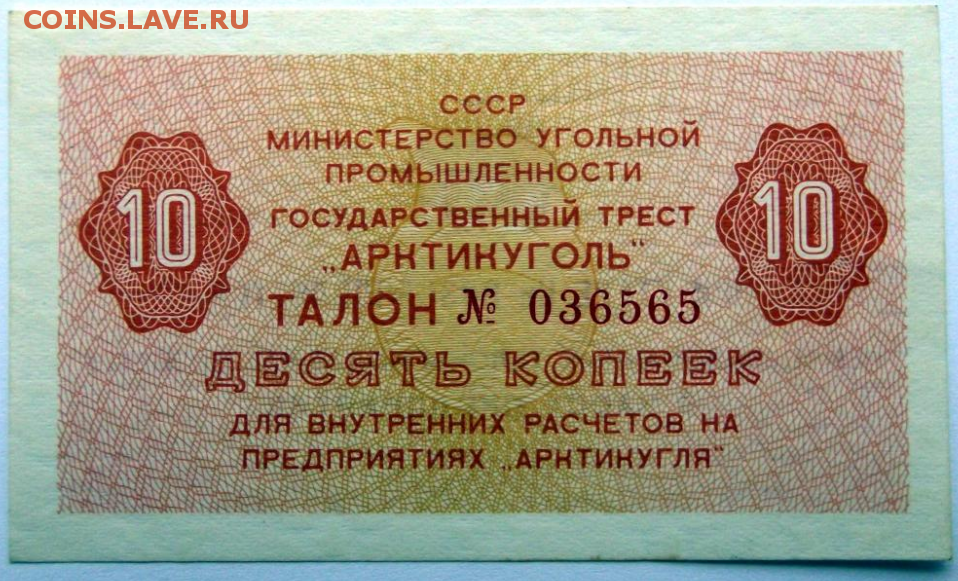 COINS.LAVE.RU
СССР
МИНИСТЕРСТВО УГОЛЬНОЙ
ПРОМЫШЛЕННОСТИ
ГОСУДАРСТВЕННЫЙ ТРЕСТ
„АРКТИКУГОЛЬ“
10 10
ТАЛОН № 036565
ДЕСЯТЬ КОПЕЕК
ДЛЯ ВНУТРЕННИХ РАСЧЕТОВ НА
ПРЕДПРИЯТИЯХ „АРКТИКУГЛЯ“